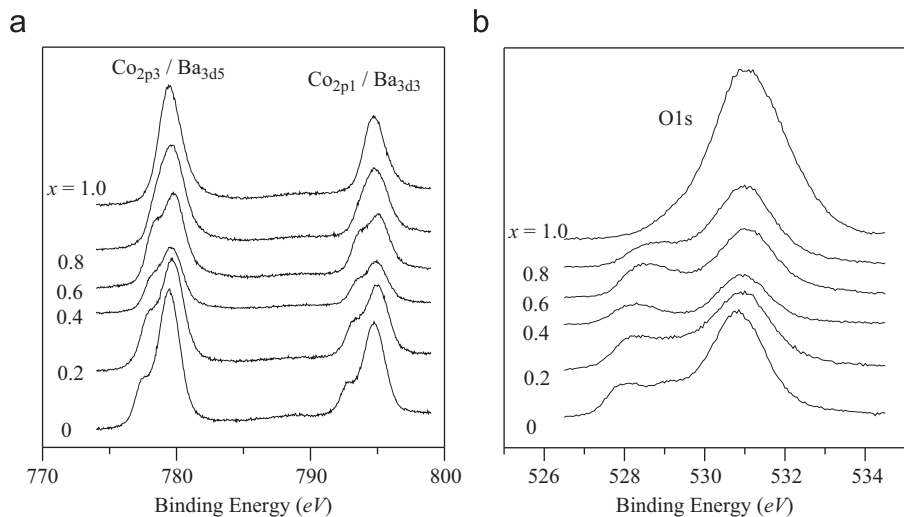 a
Co2p3 / Ba3d5
Co2p1 / Ba3d3
x = 1.0
0.8
0.6
0.4
0.2
0
770
780
790
800
Binding Energy (eV)
b
O1s
x = 1.0
0.8
0.6
0.4
0.2
0
526
528
530
532
534
Binding Energy (eV)